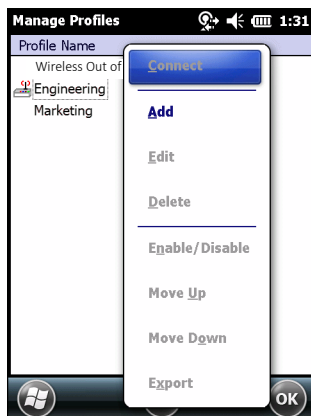 Manage Profiles 1:31
Profile Name
Wireless Out of
Engineering
Marketing
Connect
Add
Edit
Delete
Enable/Disable
Move Up
Move Down
Export
OK